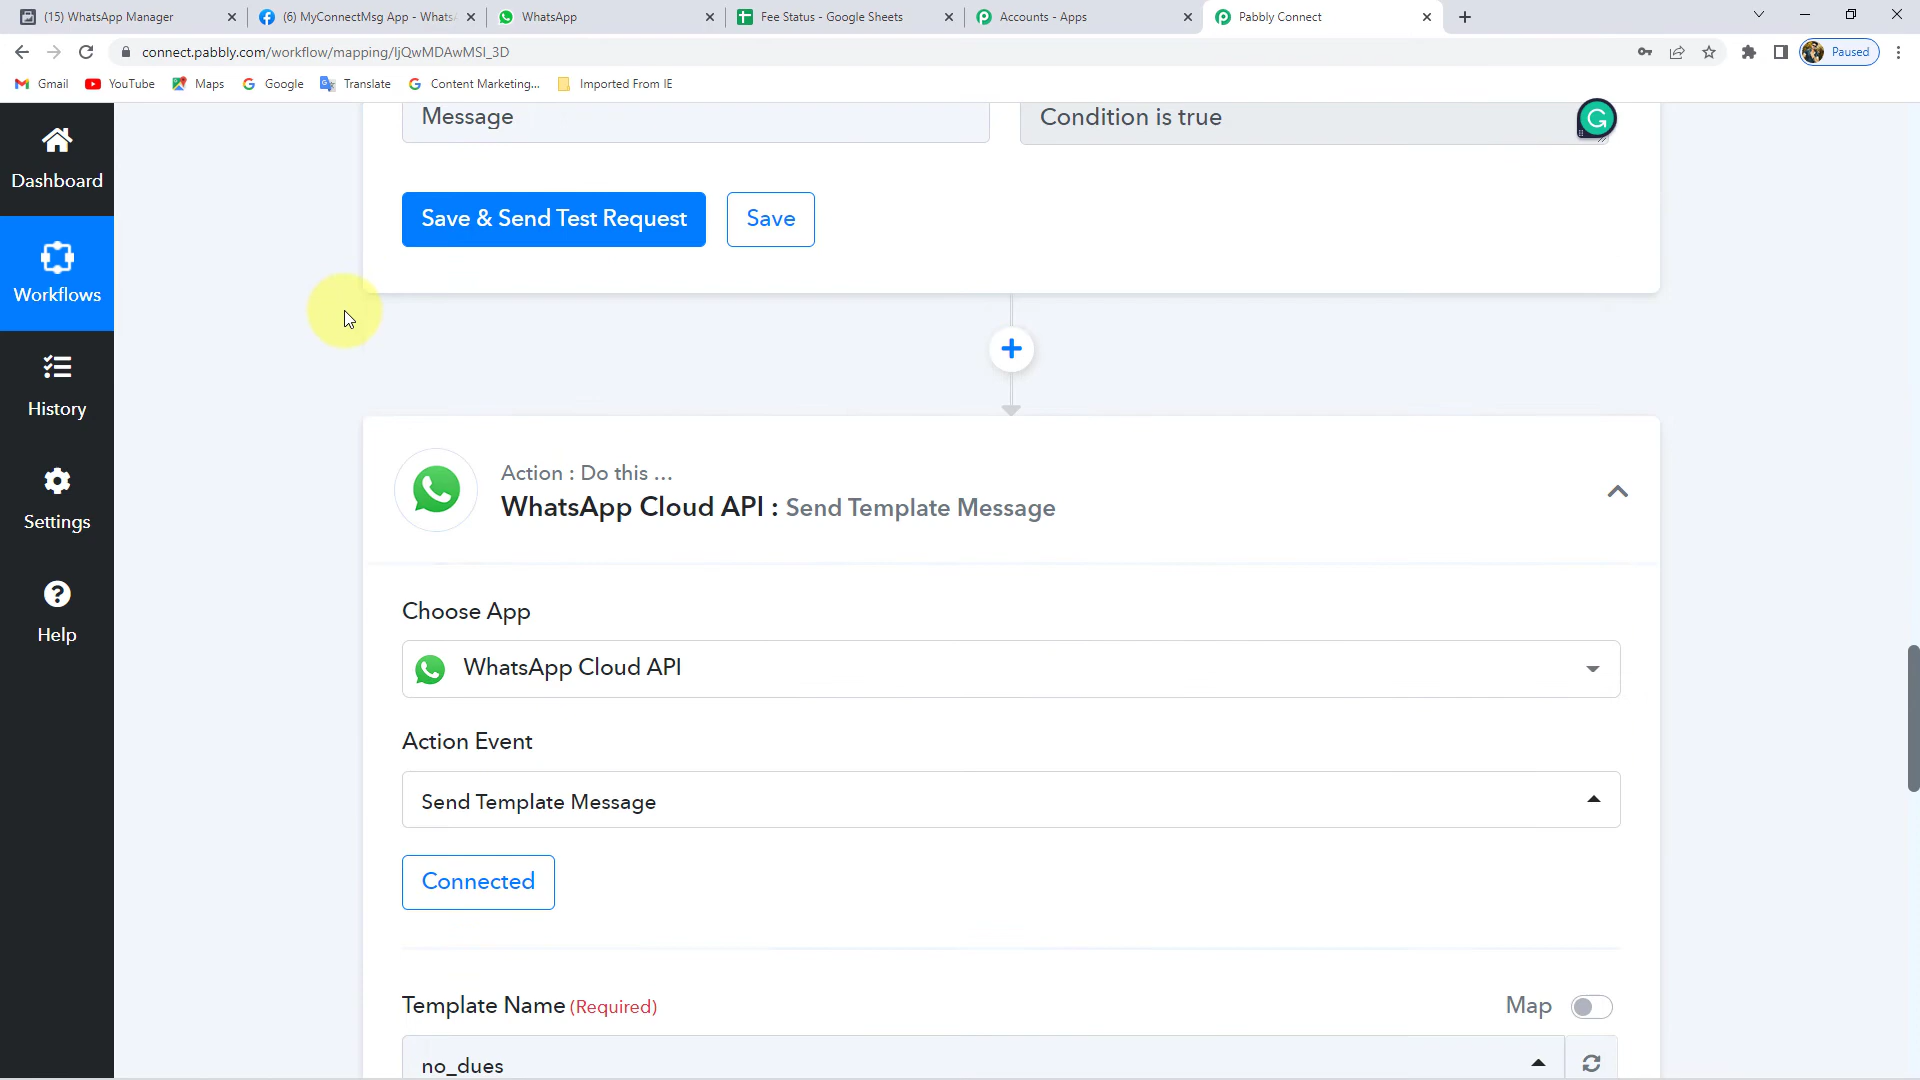 (15) WhatsApp Manager
(6) MyConnectMsg App - Whats
WhatsApp
Fee Status - Google Sheets
Accounts - Apps
Pabbly Connect
connect.pabbly.com/workflow/mapping/IjQwMDAwMSI_3D
Paused
Gmail
YouTube
Maps
Google
Translate
Content Marketing...
Imported From IE
Dashboard
Workflows
History
Settings
Help
Message
Condition is true
Save & Send Test Request
Save
Action : Do this ...
WhatsApp Cloud API : Send Template Message
Choose App
WhatsApp Cloud API
Action Event
Send Template Message
Connected
Template Name (Required)
Map
no_dues